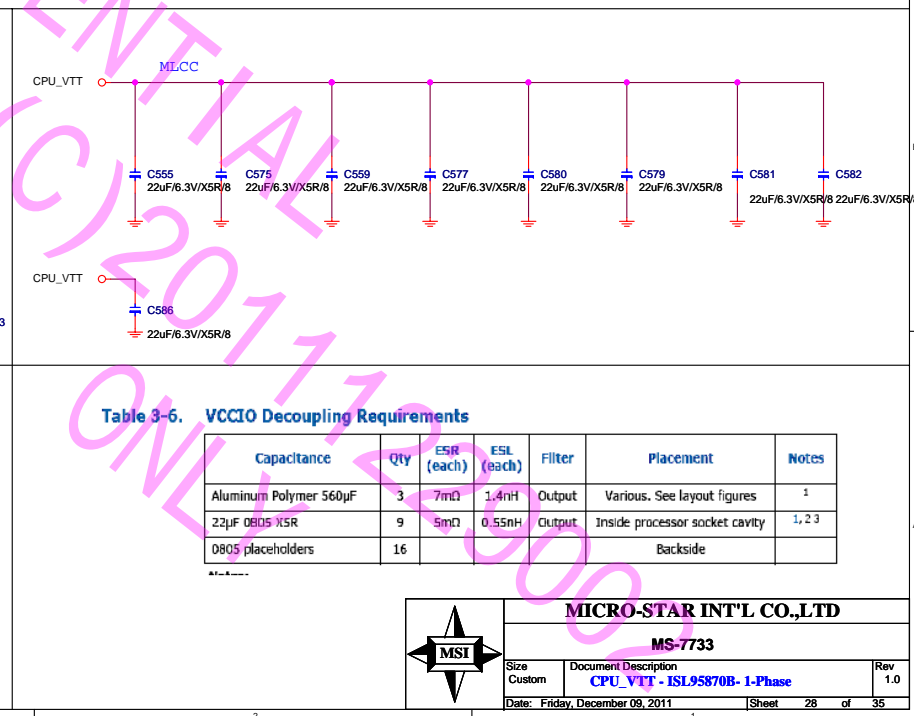 CPU_VTT
MLCC
C555
22uF/6.3V/X5R/8
C575
22uF/6.3V/X5R/8
C559
22uF/6.3V/X5R/8
C577
22uF/6.3V/X5R/8
C580
22uF/6.3V/X5R/8
C579
22uF/6.3V/X5R/8
C581
22uF/6.3V/X5R/8
C582
22uF/6.3V/X5R/8
CPU_VTT
C586
22uF/6.3V/X5R/8
3
ENTIAL
(C)20111229002
ONLY
Table 3-6. VCCIO Decoupling Requirements
Capacitance Qty ESR (each) ESL (each) Filter Placement Notes
Aluminum Polymer 560µF 3 7mΩ 1.4nH Output Various. See layout figures 1
22µF 0805 X5R 9 5mΩ 0.55nH Output Inside processor socket cavity 1, 2 3
0805 placeholders 16 Backside
MSI
MICRO-STAR INT'L CO.,LTD
MS-7733
Size
Custom
Document Description
CPU_VTT - ISL95870B- 1-Phase
Rev
1.0
Date: Friday, December 09, 2011
Sheet 28 of 35